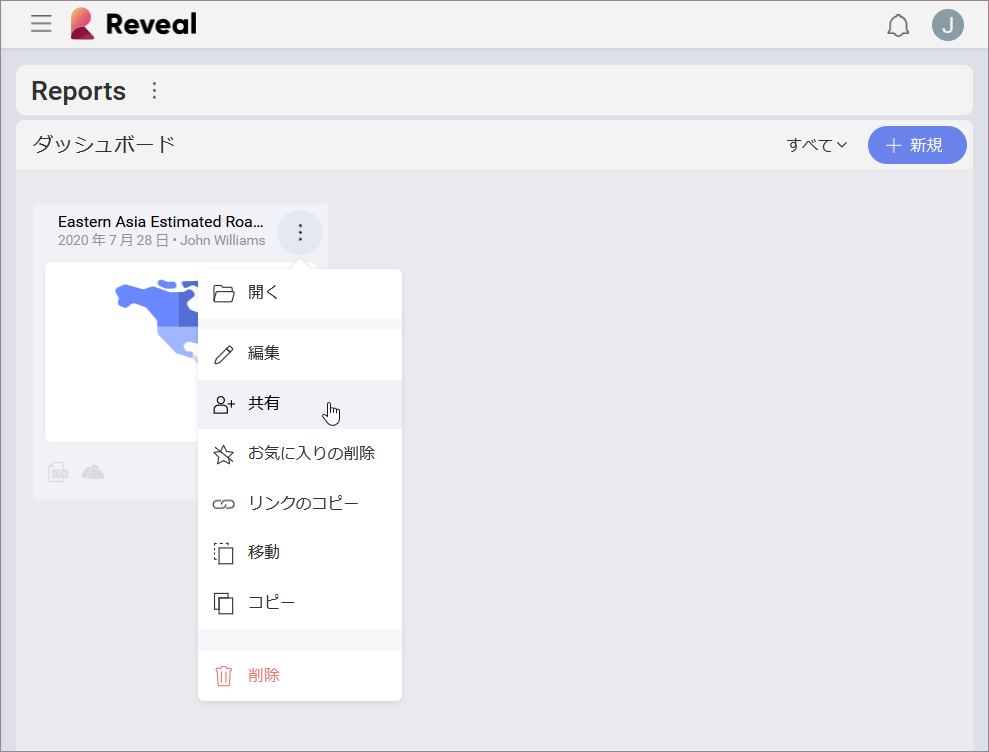 Reveal
J
Reports
ダッシュボード
すべて
新規
Eastern Asia Estimated Roa...
2020 年 7 月 28 日 • John Williams
開く
編集
共有
お気に入りの削除
リンクのコピー
移動
コピー
削除